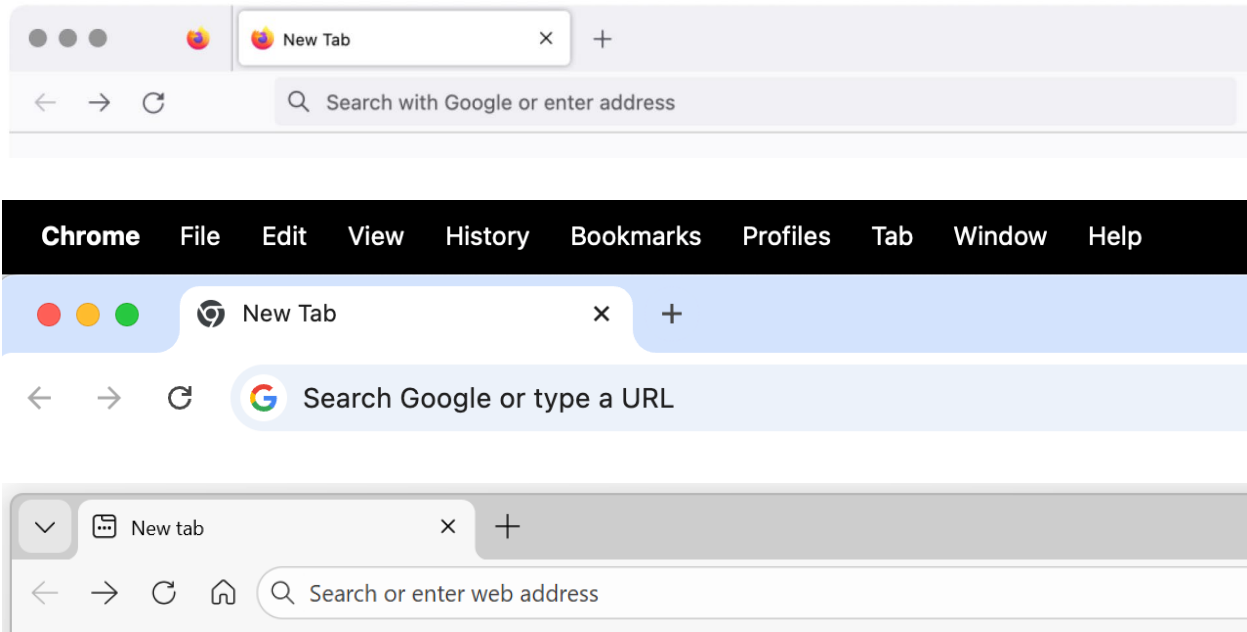 New Tab
Search with Google or enter address
Chrome File Edit View History Bookmarks Profiles Tab Window Help
New Tab
Search Google or type a URL
New tab
Search or enter web address